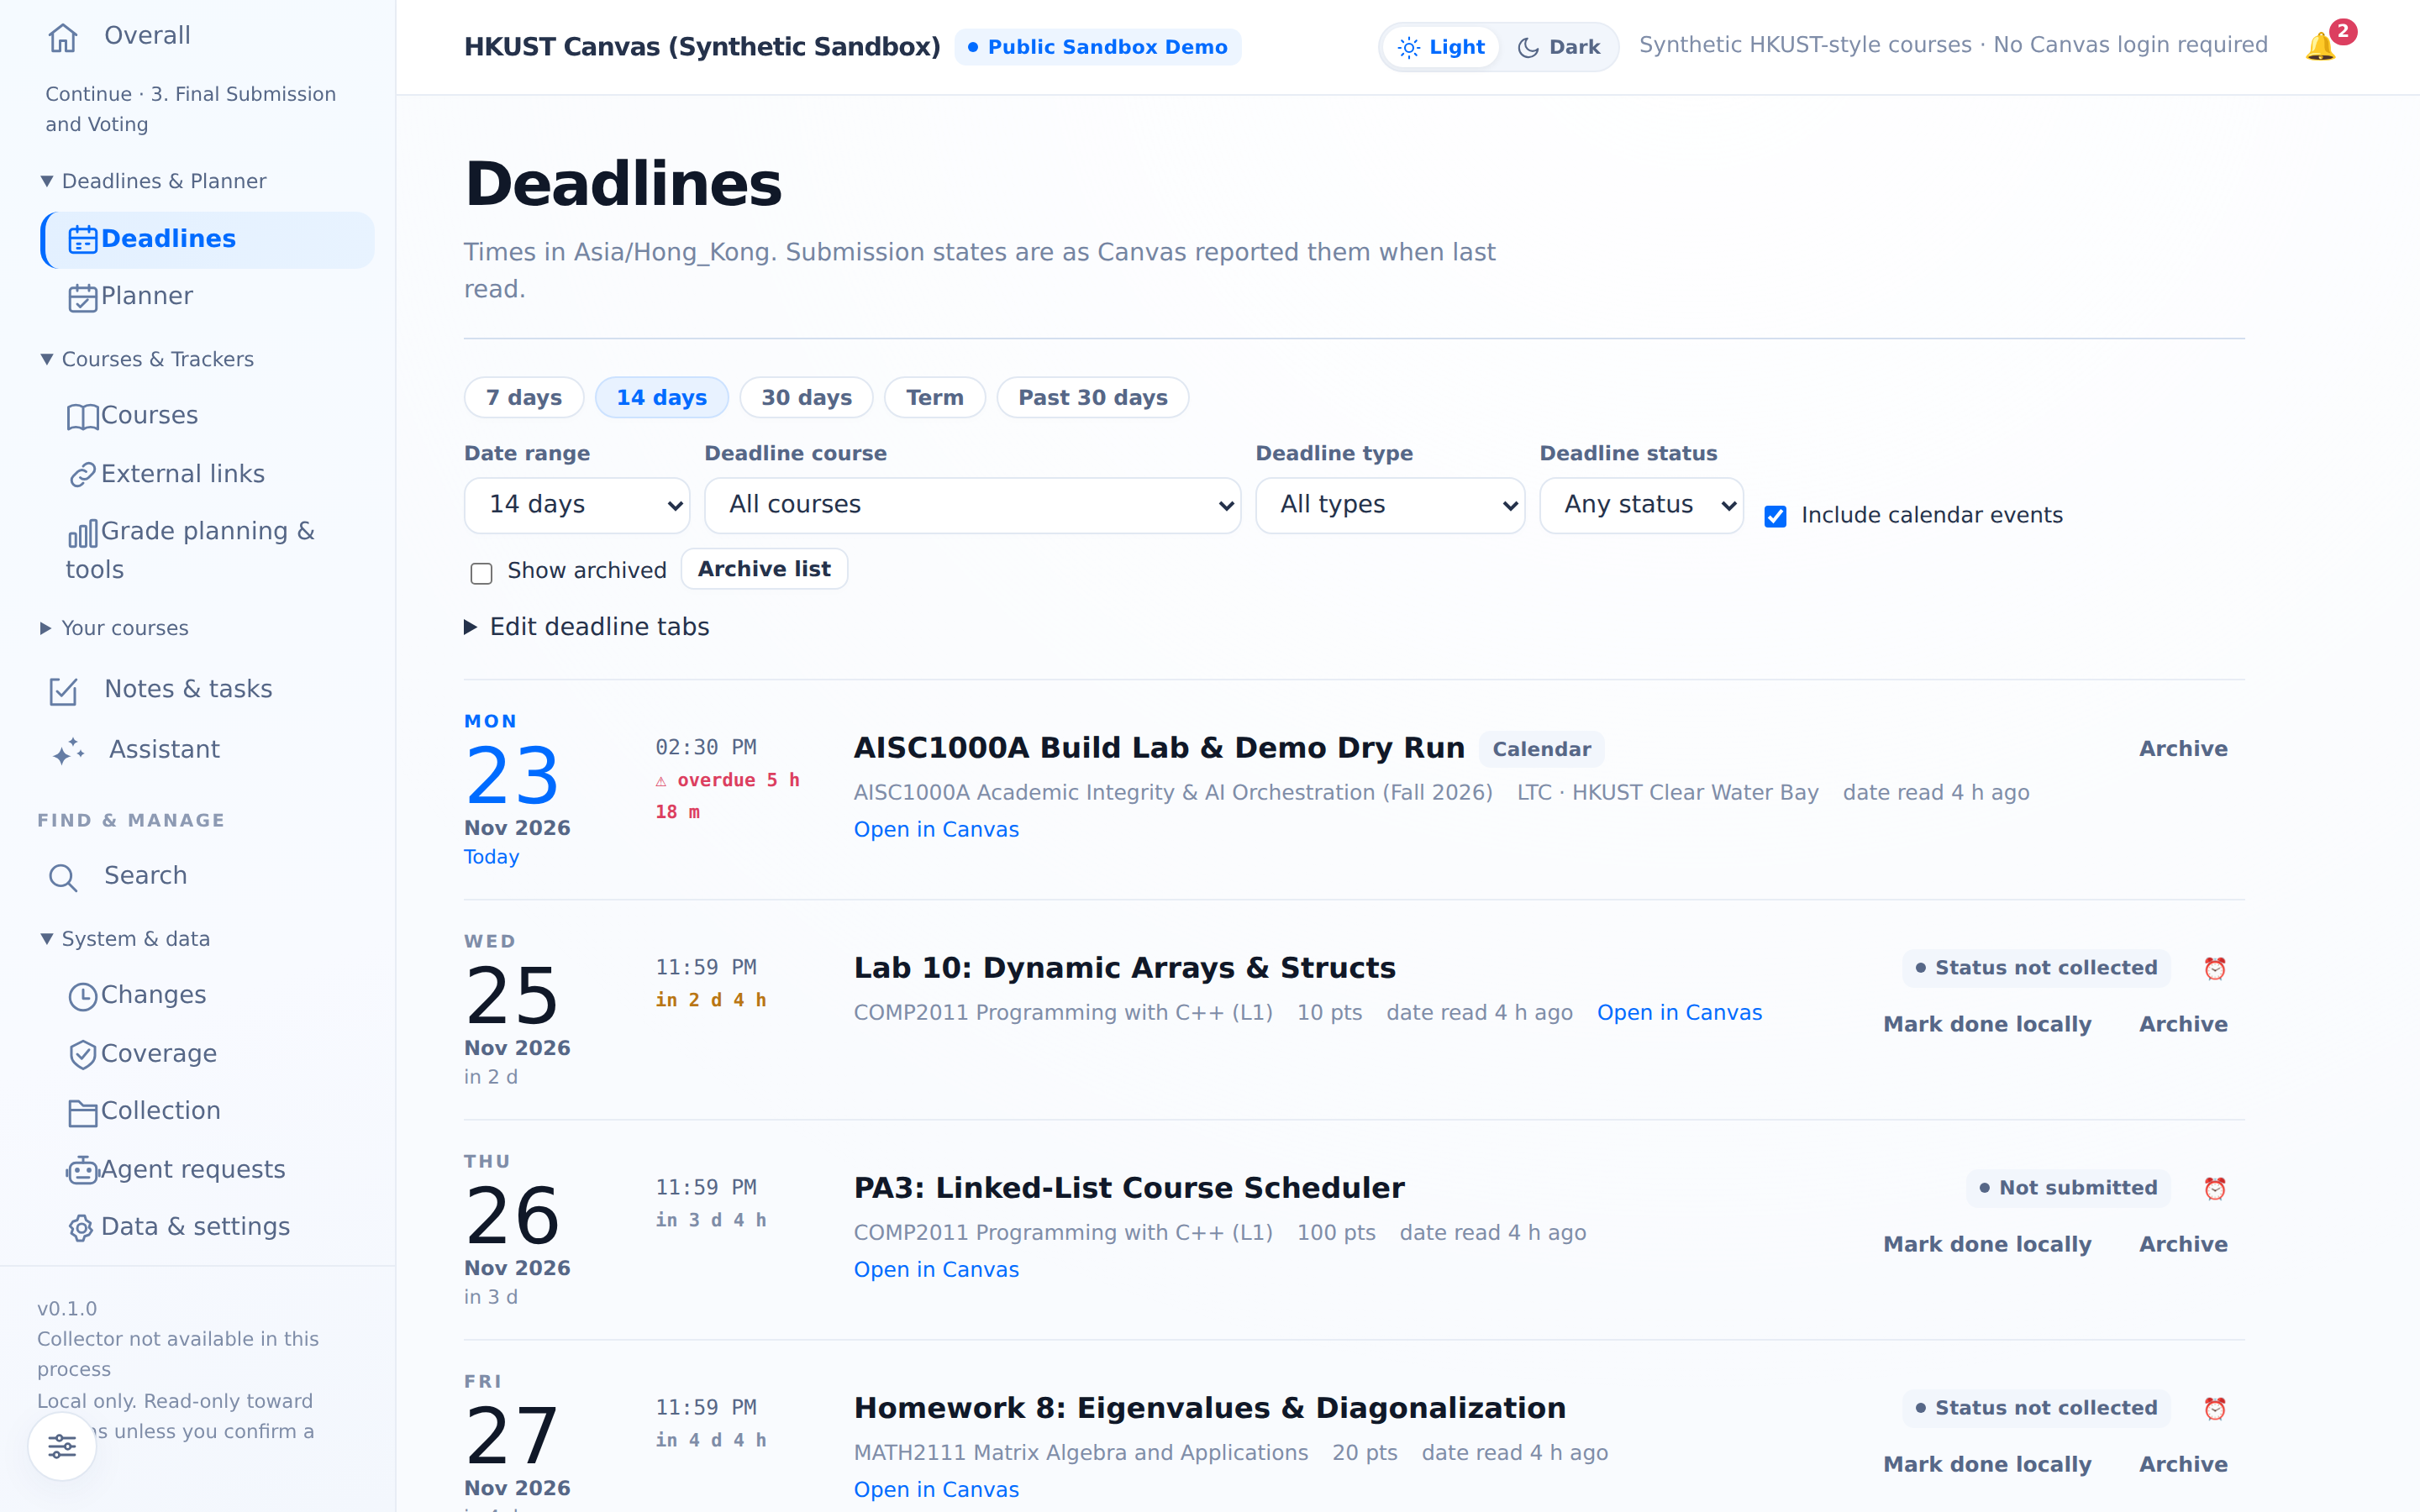 Overall
Continue · 3. Final Submission
and Voting
▼ Deadlines & Planner
Deadlines
Planner
▼ Courses & Trackers
Courses
External links
Grade planning &
tools
▶ Your courses
Notes & tasks
Assistant
FIND & MANAGE
Search
▼ System & data
Changes
Coverage
Collection
Agent requests
Data & settings
v0.1.0
Collector not available in this
process
Local only. Read-only toward
unless you confirm a
HKUST Canvas (Synthetic Sandbox)
Public Sandbox Demo
Light
Dark
Synthetic HKUST-style courses · No Canvas login required
2
Deadlines
Times in Asia/Hong_Kong. Submission states are as Canvas reported them when last
read.
7 days
14 days
30 days
Term
Past 30 days
Date range
Deadline course
Deadline type
Deadline status
14 days
All courses
All types
Any status
Include calendar events
Show archived
Archive list
▶ Edit deadline tabs
MON
23
Nov 2026
Today
02:30 PM
⚠ overdue 5 h
18 m
AISC1000A Build Lab & Demo Dry Run
Calendar
AISC1000A Academic Integrity & AI Orchestration (Fall 2026) LTC · HKUST Clear Water Bay date read 4 h ago
Open in Canvas
Archive
WED
25
Nov 2026
in 2 d
11:59 PM
in 2 d 4 h
Lab 10: Dynamic Arrays & Structs
COMP2011 Programming with C++ (L1) 10 pts date read 4 h ago Open in Canvas
Status not collected
Mark done locally
Archive
THU
26
Nov 2026
in 3 d
11:59 PM
in 3 d 4 h
PA3: Linked-List Course Scheduler
COMP2011 Programming with C++ (L1) 100 pts date read 4 h ago
Open in Canvas
Not submitted
Mark done locally
Archive
FRI
27
Nov 2026
11:59 PM
in 4 d 4 h
Homework 8: Eigenvalues & Diagonalization
MATH2111 Matrix Algebra and Applications 20 pts date read 4 h ago
Open in Canvas
Status not collected
Mark done locally
Archive